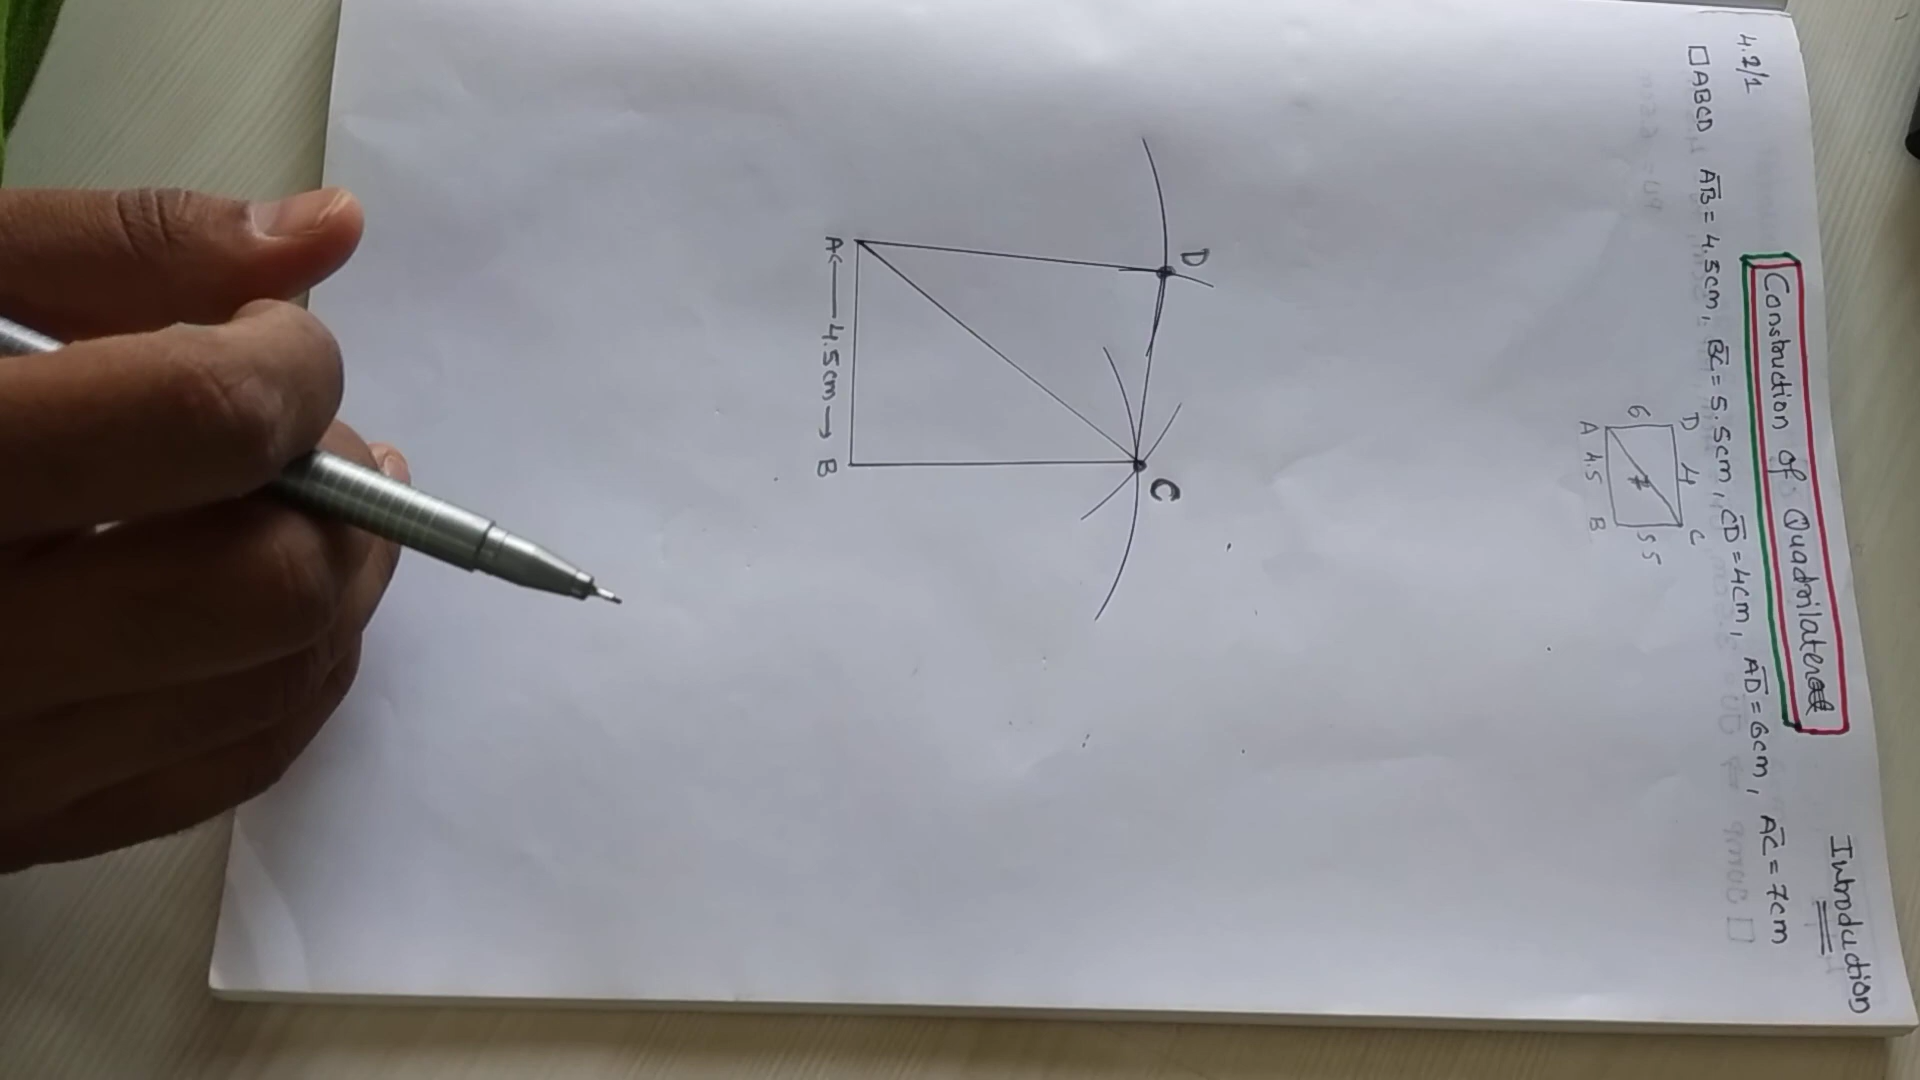 Introduction
Construction of Quadrilateral
4.2/1
□ABCD AB = 4.5cm, BC = 5.5cm, CD = 4cm, AD = 6cm, AC = 7cm
D 4 C
6 7 5.5
A 4.5 B
D C
A B
←4.5cm→